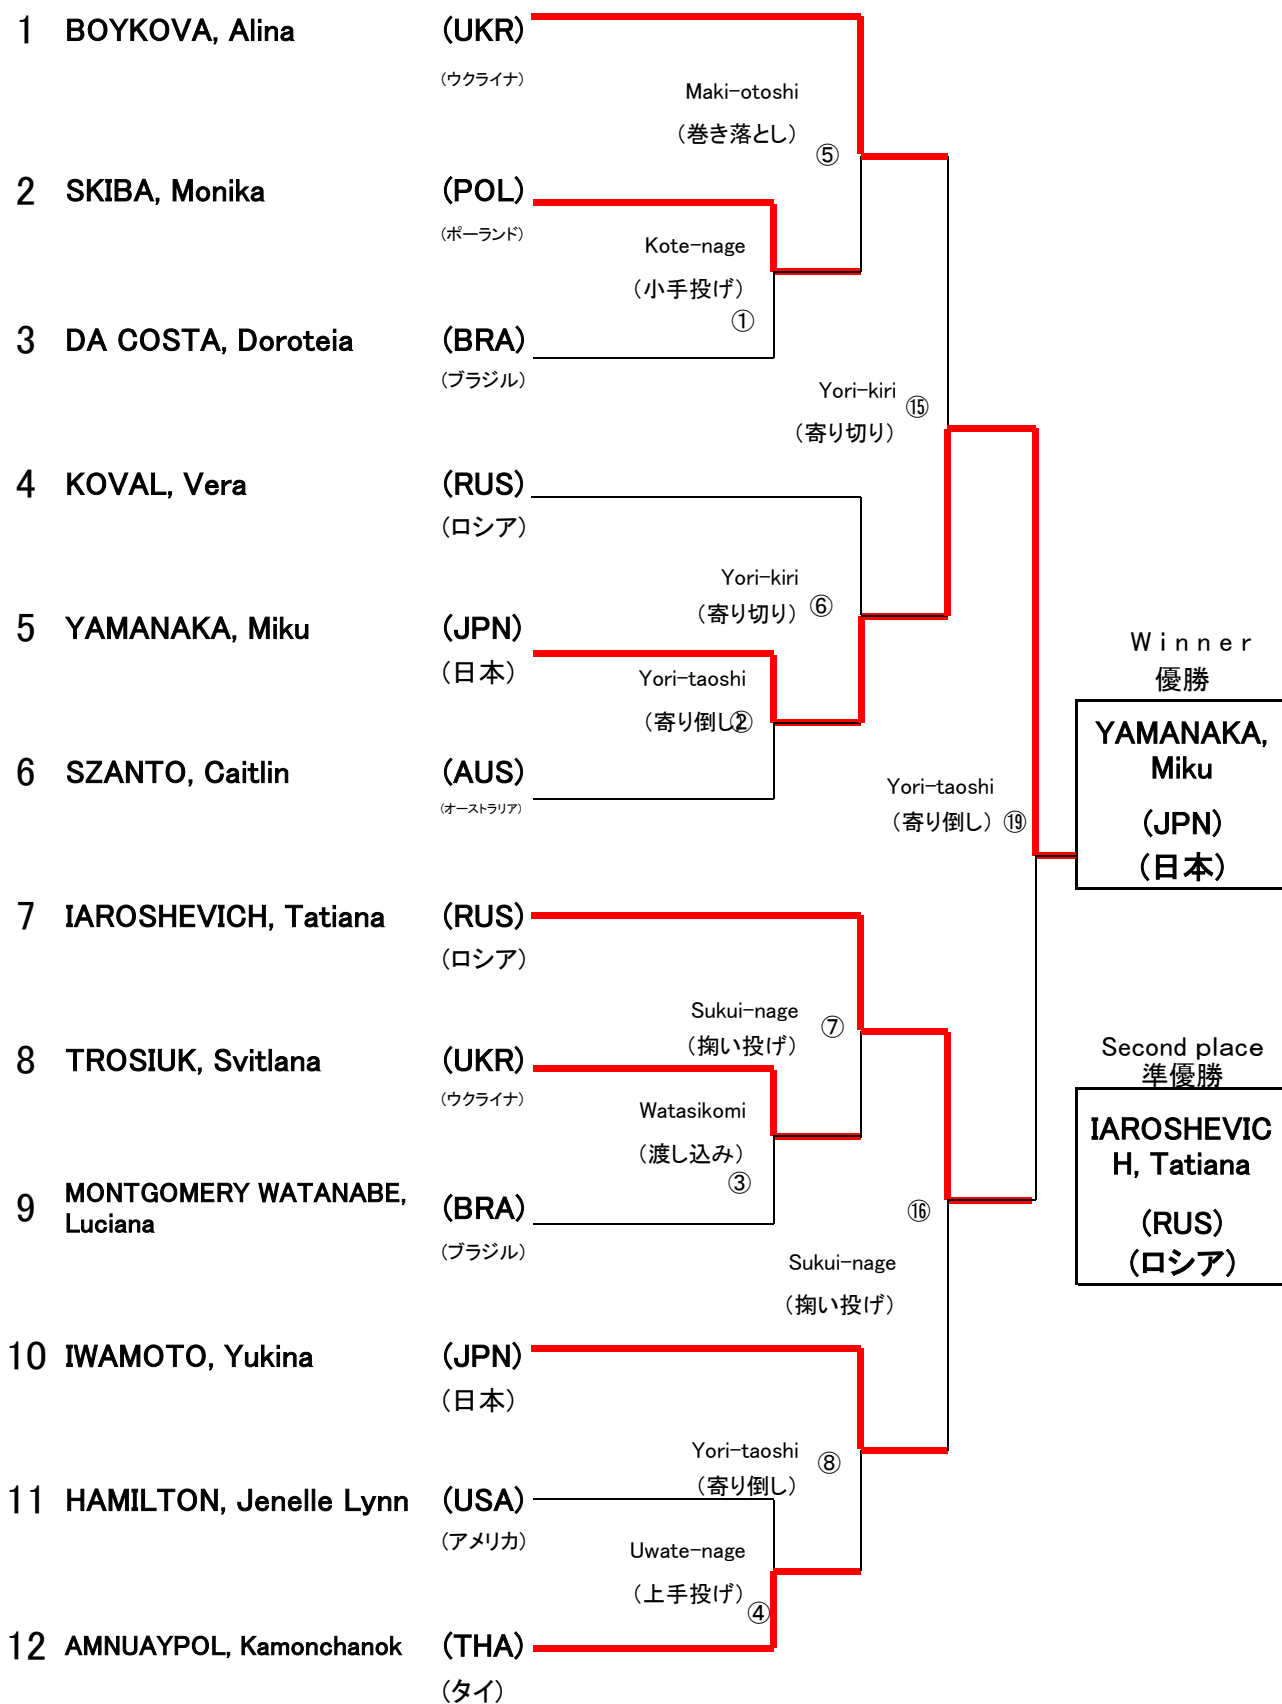 1 BOYKOVA, Alina (UKR)
(ウクライナ)
Maki-otoshi
(巻き落とし)
⑤
2 SKIBA, Monika (POL)
(ポーランド)
Kote-nage
(小手投げ)
①
3 DA COSTA, Doroteia (BRA)
(ブラジル)
Yori-kiri
⑮
(寄り切り)
4 KOVAL, Vera (RUS)
(ロシア)
Yori-kiri
(寄り切り) ⑥
5 YAMANAKA, Miku (JPN)
(日本)
Yori-taoshi
(寄り倒し) ②
Winner
優勝
YAMANAKA,
Miku
(JPN)
(日本)
6 SZANTO, Caitlin (AUS)
(オーストラリア)
Yori-taoshi
(寄り倒し) ⑲
7 IAROSHEVICH, Tatiana (RUS)
(ロシア)
Sukui-nage
⑦
(掬い投げ)
8 TROSIUK, Svitlana (UKR)
(ウクライナ)
Watasikomi
(渡し込み)
③
Second place
準優勝
IAROSHEVIC
H, Tatiana
(RUS)
(ロシア)
9 MONTGOMERY WATANABE,
Luciana (BRA)
(ブラジル)
⑯
Sukui-nage
(掬い投げ)
10 IWAMOTO, Yukina (JPN)
(日本)
Yori-taoshi
⑧
(寄り倒し)
11 HAMILTON, Jenelle Lynn (USA)
(アメリカ)
Uwate-nage
(上手投げ)
④
12 AMNUAYPOL, Kamonchanok (THA)
(タイ)